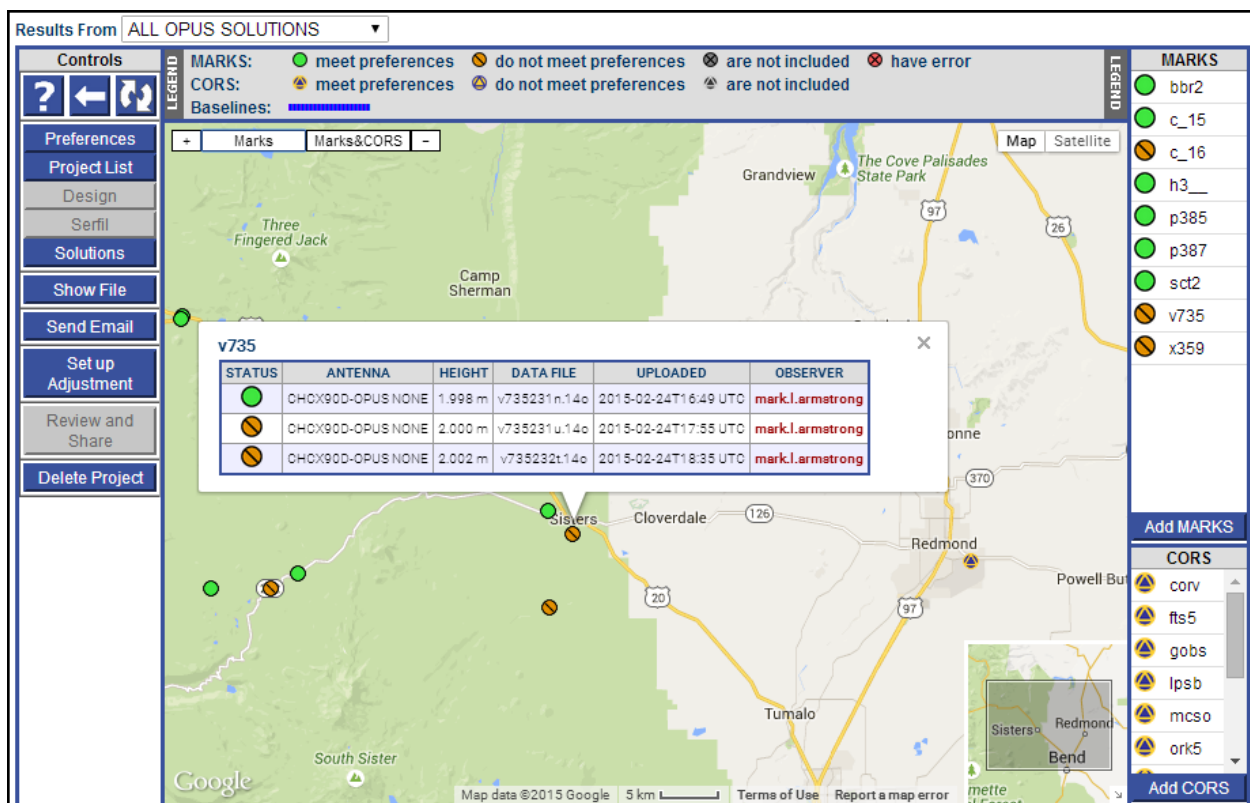 Results From ALL OPUS SOLUTIONS
Controls
?
Preferences
Project List
Design
Serfil
Solutions
Show File
Send Email
Set up
Adjustment
Review and
Share
Delete Project
LEGEND
MARKS: meet preferences do not meet preferences are not included have error
CORS: meet preferences do not meet preferences are not included
Baselines:
LEGEND
+ Marks Marks&CORS -
Map Satellite
Grandview
The Cove Palisades
State Park
97
26
Three
Fingered Jack
Camp
Sherman
v735
STATUS ANTENNA HEIGHT DATA FILE UPLOADED OBSERVER
CHCX90D-OPUS NONE 1.998 m v735231n.14o 2015-02-24T16:49 UTC mark.l.armstrong
CHCX90D-OPUS NONE 2.000 m v735231u.14o 2015-02-24T17:55 UTC mark.l.armstrong
CHCX90D-OPUS NONE 2.002 m v735232t.14o 2015-02-24T18:35 UTC mark.l.armstrong
onne
370
Sisters
Cloverdale
126
Redmond
Powell But
20
97
Tumalo
South Sister
Sisters
Redmond
Bend
mette
Google
Map data ©2015 Google 5 km Terms of Use Report a map error
MARKS
bbr2
c_15
c_16
h3__
p385
p387
sct2
v735
x359
Add MARKS
CORS
corv
fts5
gobs
lpsb
mcso
ork5
Add CORS